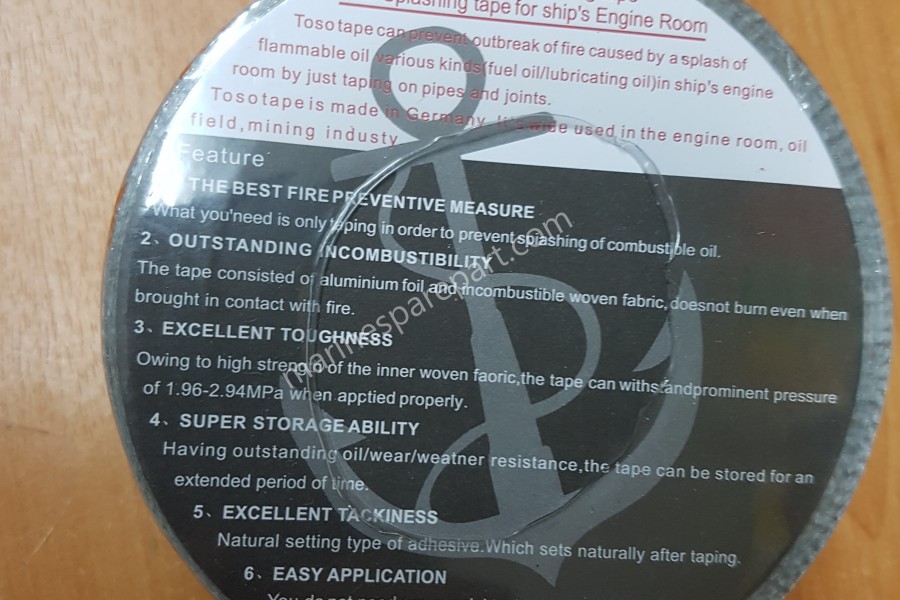 Splashing tape for ship's Engine Room
Toso tape can prevent outbreak of fire caused by a splash of
flammable oil various kinds(fuel oil/lubricating oil)in ship's engine
room by just taping on pipes and joints.
Toso tape is made in Germany. It's wide used in the engine room, oil
field, mining industy
Feature
THE BEST FIRE PREVENTIVE MEASURE
What you'need is only taping in order to prevent splashing of combustible oil.
2、OUTSTANDING INCOMBUSTIBILITY
The tape consisted of aluminium foil and incombustible woven fabric, doesnot burn even when
brought in contact with fire.
3、EXCELLENT TOUGHNESS
Owing to high strength of the inner woven faoric,the tape can withstandprominent pressure
of 1.96-2.94MPa when apptied properly.
4、SUPER STORAGE ABILITY
Having outstanding oil/wear/weatner resistance,the tape can be stored for an
extended period of time.
5、EXCELLENT TACKINESS
Natural setting type of adhesive.Which sets naturally after taping.
6、EASY APPLICATION
You do not need
marinesparepart.com